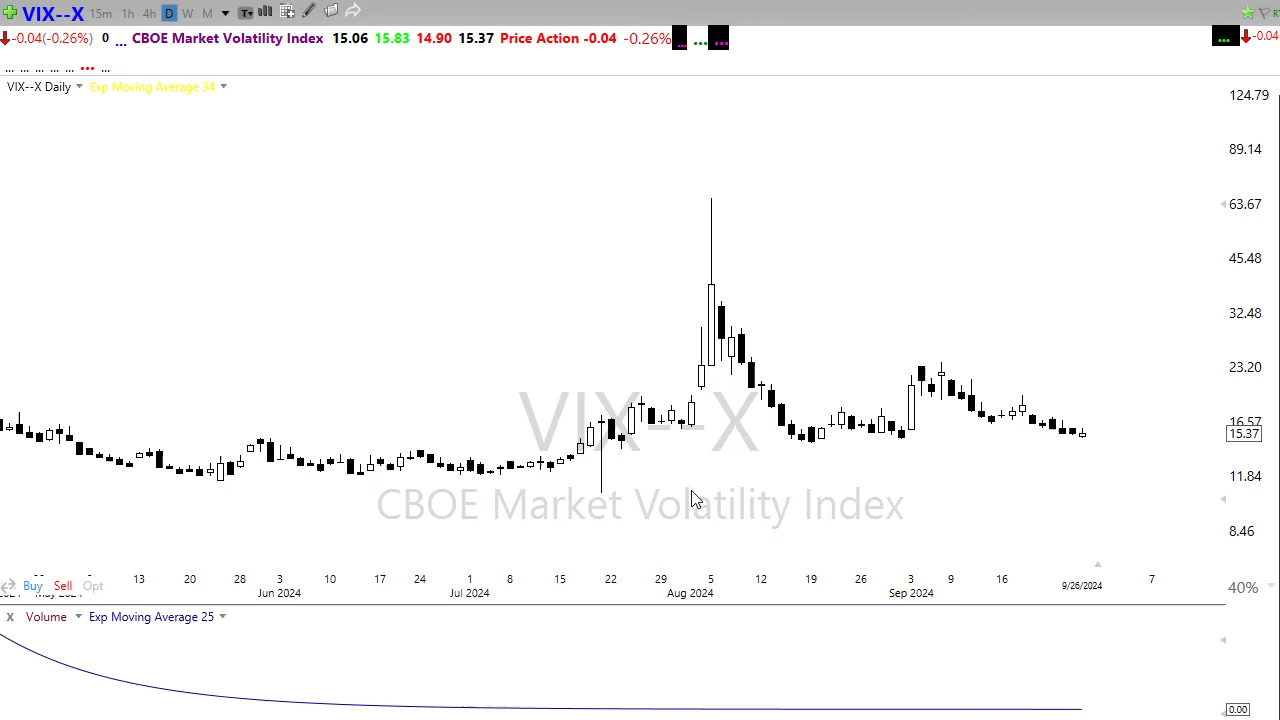 VIX--X 15m 1h 4h D W M T
-0.04(-0.26%) 0 ... CBOE Market Volatility Index 15.06 15.83 14.90 15.37 Price Action -0.04 -0.26% ... ... ... ... -0.04
... ... ... ... ... ... ...
VIX--X Daily Exp Moving Average 34
124.79
89.14
63.67
45.48
32.48
23.20
16.57
15.37
11.84
8.46
VIX--X
CBOE Market Volatility Index
Buy Sell Opt
13 20 28 3 10 17 24 1 8 15 22 29 5 12 19 26 3 9 16 9/26/2024 7
Jun 2024 Jul 2024 Aug 2024 Sep 2024
40%
X Volume Exp Moving Average 25
0.00